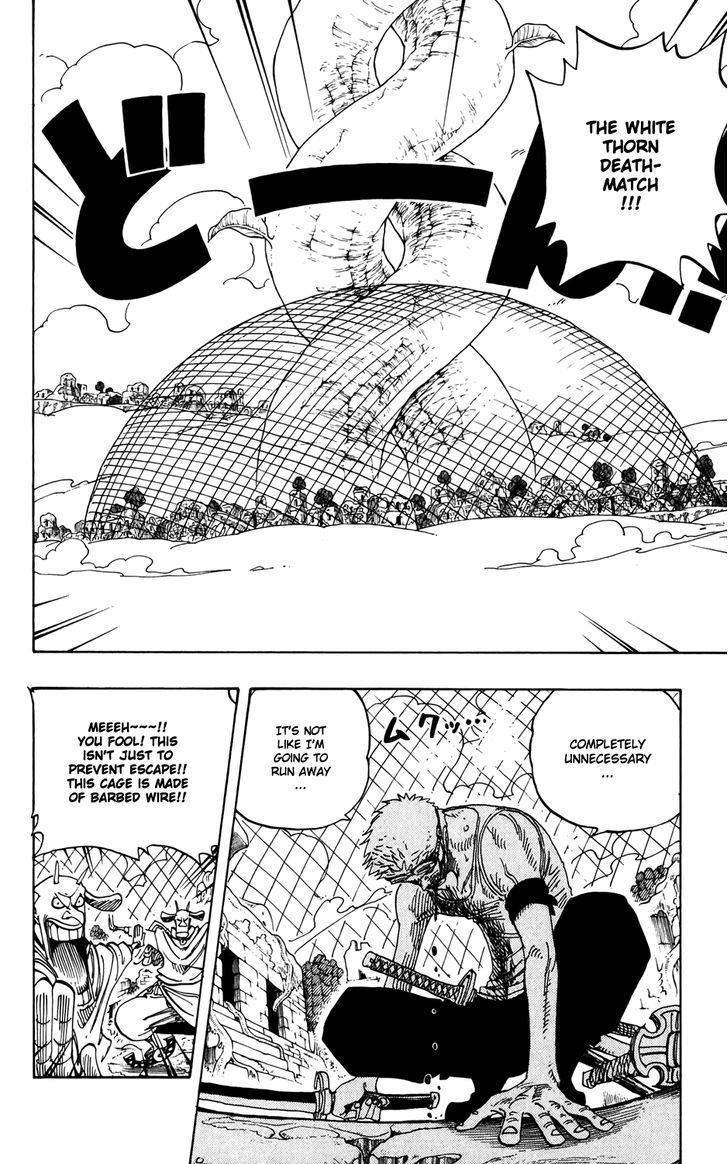 THE WHITE
THORN
DEATH-
MATCH
!!!
ど
ー
ん
COMPLETELY
UNNECESSARY
...
ムクッ…
IT'S NOT
LIKE I'M
GOING TO
RUN AWAY
...
MEEEH~~~!!
YOU FOOL! THIS
ISN'T JUST TO
PREVENT ESCAPE!!
THIS CAGE IS MADE
OF BARBED WIRE!!